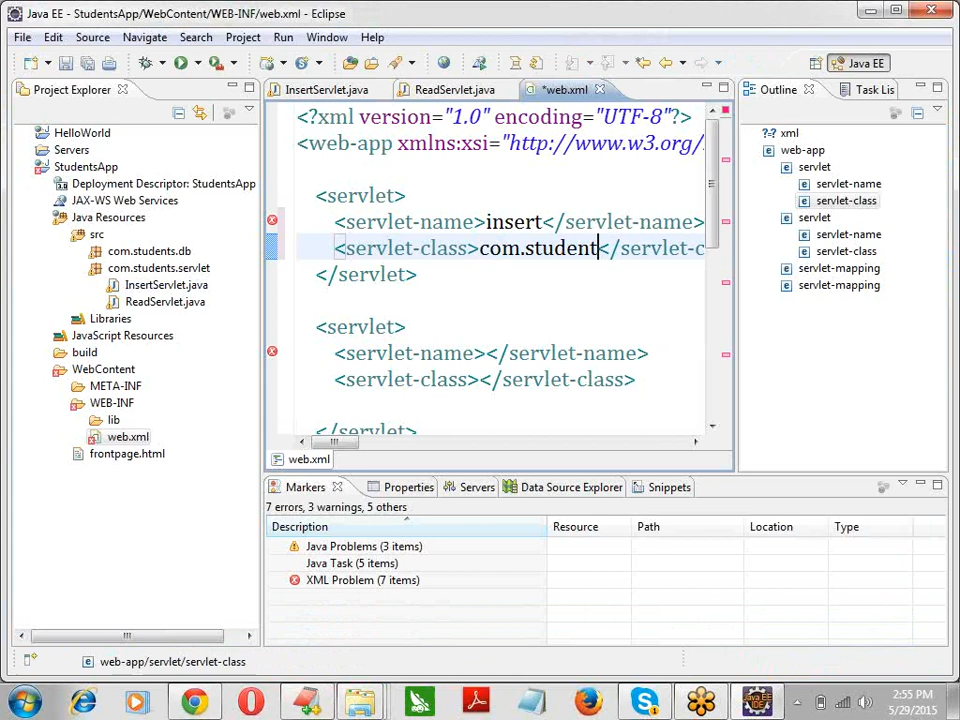 Java EE - StudentsApp/WebContent/WEB-INF/web.xml - Eclipse
File Edit Source Navigate Search Project Run Window Help
Java EE
Project Explorer
HelloWorld
Servers
StudentsApp
Deployment Descriptor: StudentsApp
JAX-WS Web Services
Java Resources
src
com.students.db
com.students.servlet
InsertServlet.java
ReadServlet.java
Libraries
JavaScript Resources
build
WebContent
META-INF
WEB-INF
lib
web.xml
frontpage.html
InsertServlet.java ReadServlet.java *web.xml
<?xml version="1.0" encoding="UTF-8"?>
<web-app xmlns:xsi="http://www.w3.org/
<servlet>
<servlet-name>insert</servlet-name>
<servlet-class>com.student</servlet-c
</servlet>
<servlet>
<servlet-name></servlet-name>
<servlet-class></servlet-class>
</servlet>
web.xml
Outline Task Lis
xml
web-app
servlet
servlet-name
servlet-class
servlet
servlet-name
servlet-class
servlet-mapping
servlet-mapping
Markers Properties Servers Data Source Explorer Snippets
7 errors, 3 warnings, 5 others
Description Resource Path Location Type
Java Problems (3 items)
Java Task (5 items)
XML Problem (7 items)
web-app/servlet/servlet-class
Java EE
IDE
2:55 PM
5/29/2015